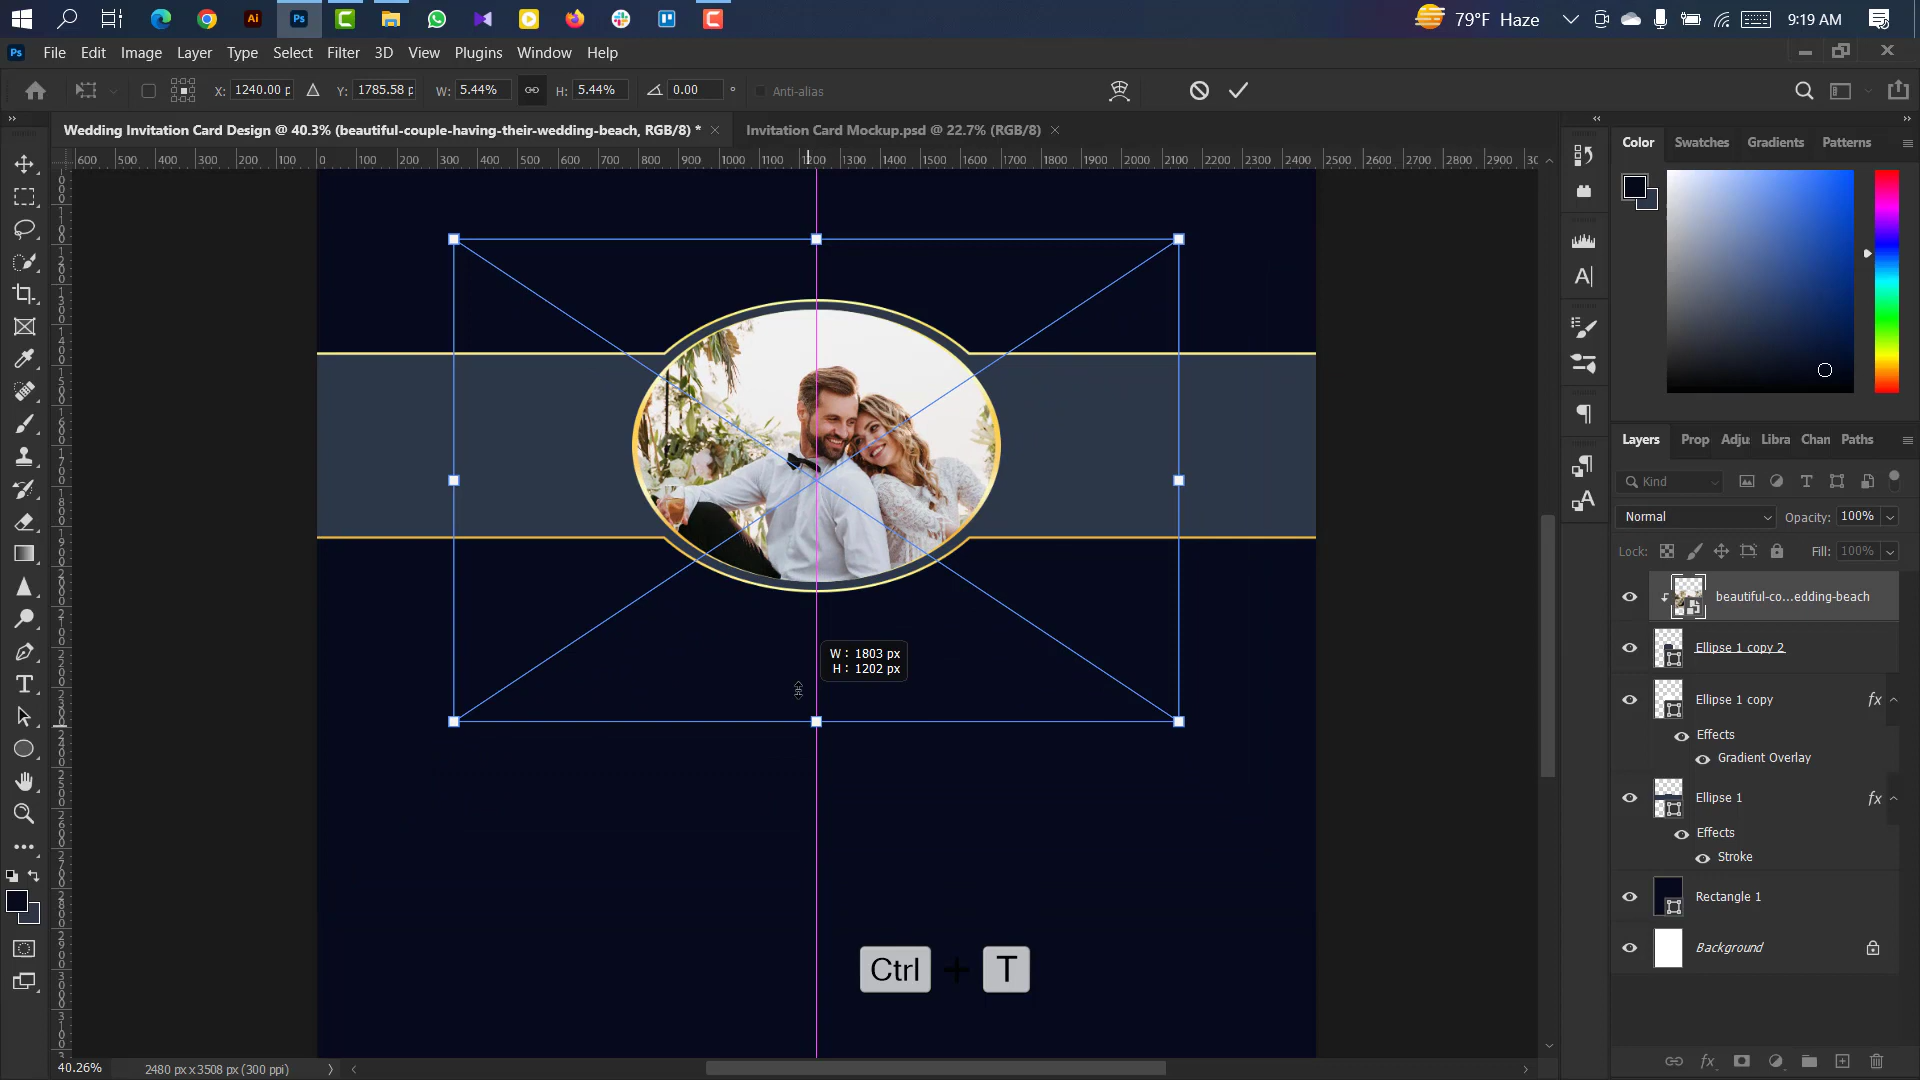 79°F Haze
9:19 AM
Ps
File Edit Image Layer Type Select Filter 3D View Plugins Window Help
X: 1240.00 p Y: 1785.58 p W: 5.44% H: 5.44% 0.00 ° Anti-alias
Wedding Invitation Card Design @ 40.3% (beautiful-couple-having-their-wedding-beach, RGB/8) *
Invitation Card Mockup.psd @ 22.7% (RGB/8)
Color Swatches Gradients Patterns
600 500 400 300 200 100 0 100 200 300 400 500 600 700 800 900 1000 1100 1200 1300 1400 1500 1600 1700 1800 1900 2000 2100 2200 2300 2400 2500 2600 2700 2800 2900
Layers Prop Adju Libra Chan Paths
Kind
Normal Opacity: 100%
Lock: Fill: 100%
beautiful-co...edding-beach
Ellipse 1 copy 2
Ellipse 1 copy fx
Effects
Gradient Overlay
Ellipse 1 fx
Effects
Stroke
Rectangle 1
Background
W: 1803 px
H: 1202 px
Ctrl + T
40.26% 2480 px x 3508 px (300 ppi)
fx